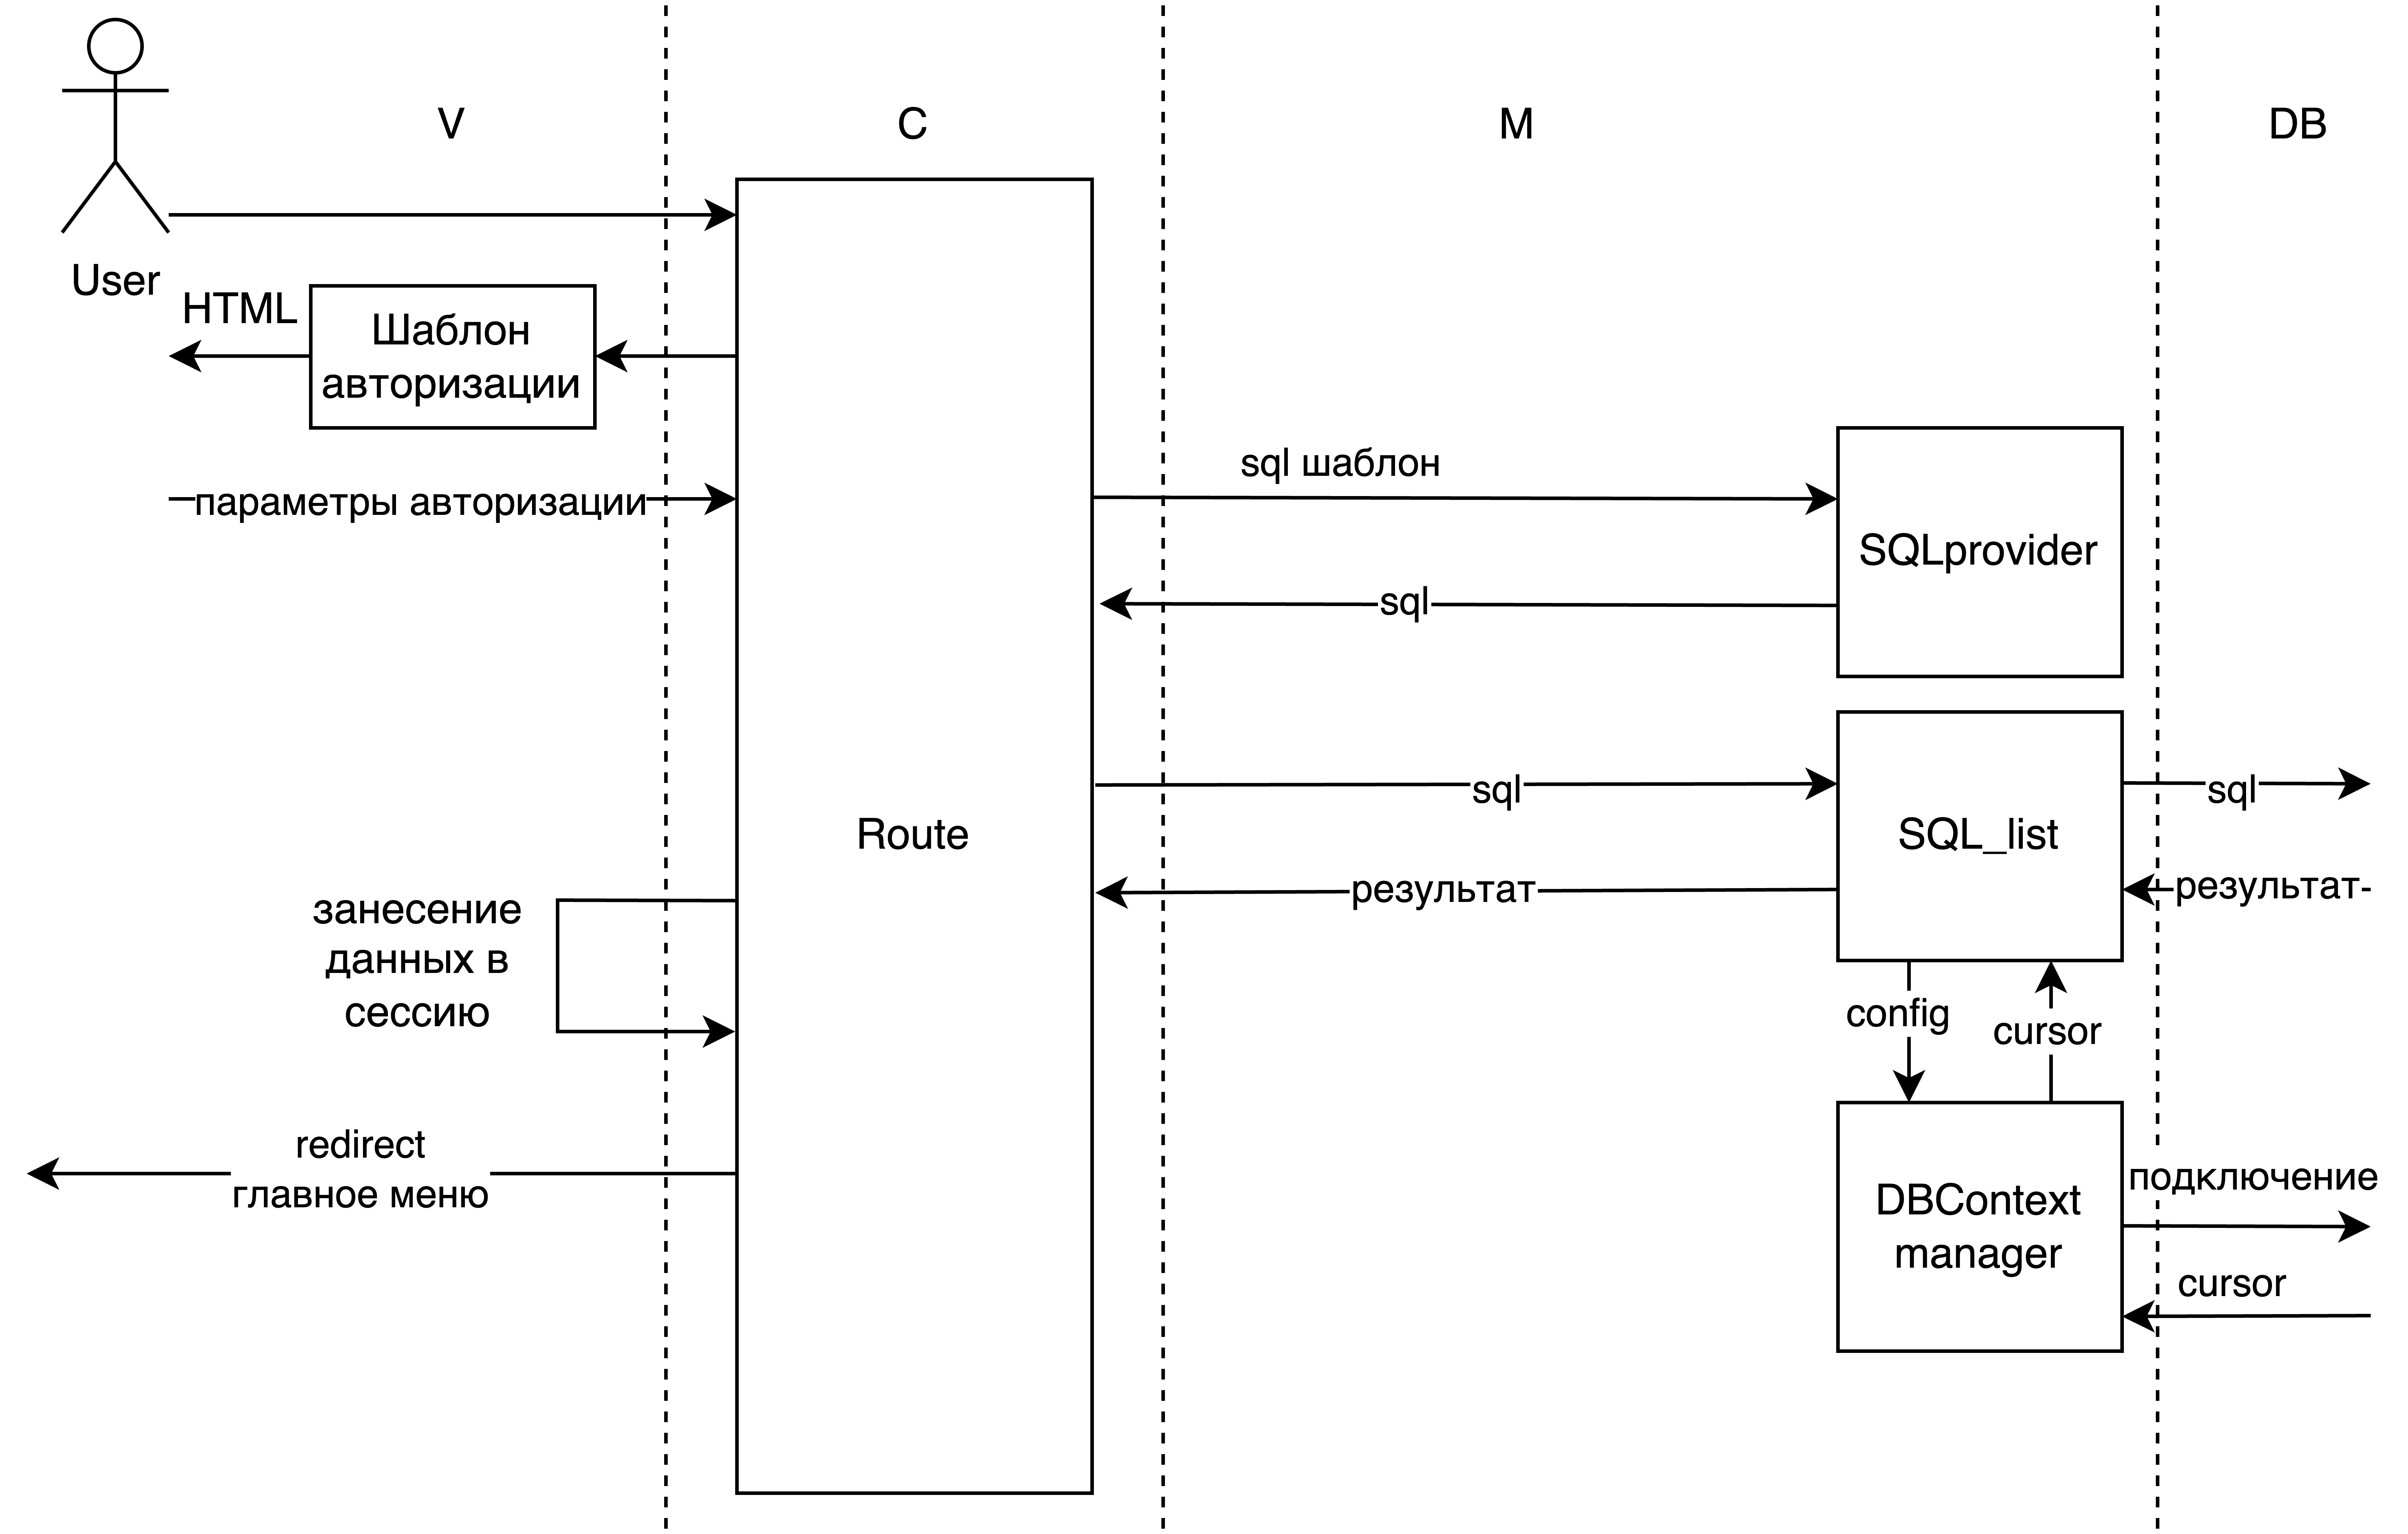 V
C
M
DB
User
HTML
Шаблон
авторизации
параметры авторизации
sql шаблон
SQLprovider
sql
sql
sql
Route
SQL_list
результат
результат
занесение
данных в
сессию
config
cursor
redirect
главное меню
DBContext
manager
подключение
cursor